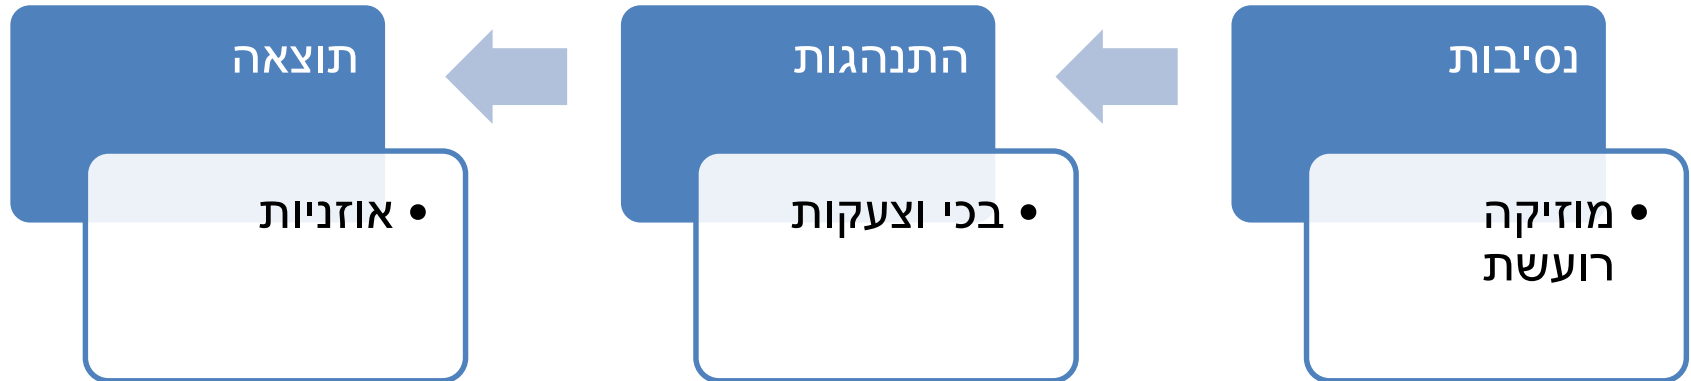 נסיבות
• מוזיקה
רועשת
התנהגות
• בכי וצעקות
תוצאה
• אוזניות